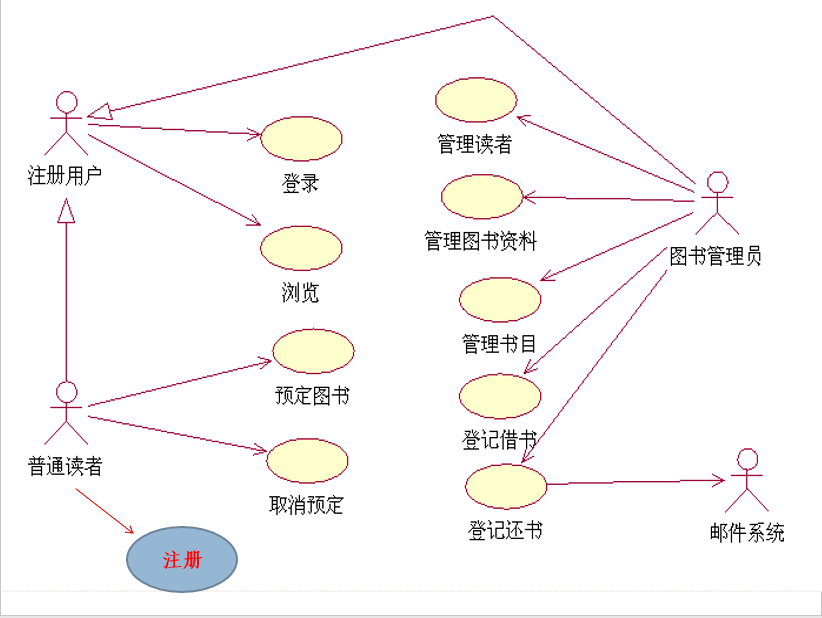 管理读者
注册用户
登录
管理图书资料
图书管理员
浏览
管理书目
预定图书
登记借书
普通读者
取消预定
登记还书
邮件系统
注册